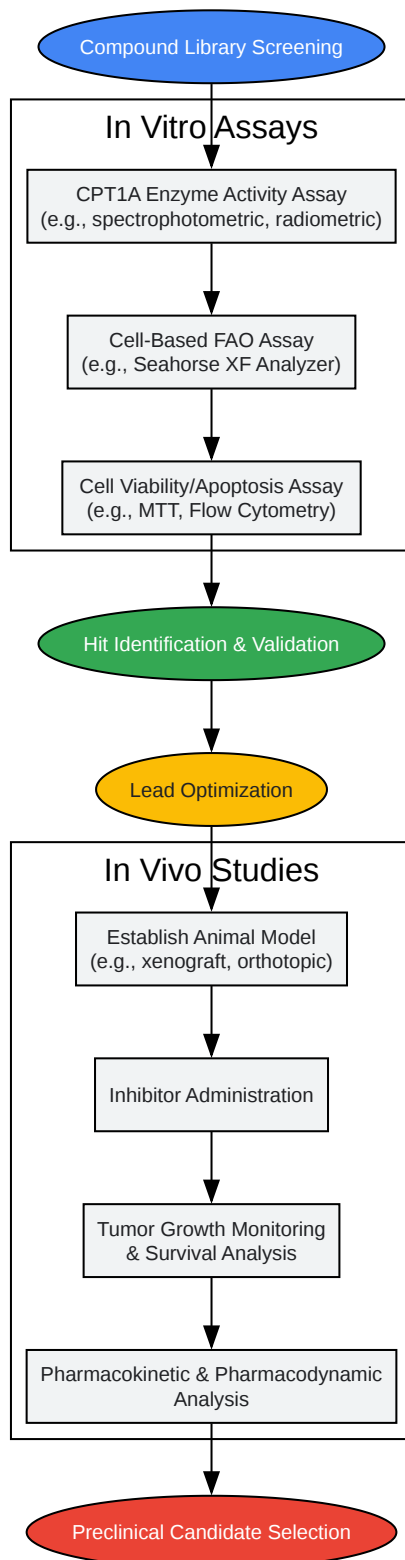 Compound Library Screening
In Vitro Assays
CPT1A Enzyme Activity Assay
(e.g., spectrophotometric, radiometric)
Cell-Based FAO Assay
(e.g., Seahorse XF Analyzer)
Cell Viability/Apoptosis Assay
(e.g., MTT, Flow Cytometry)
Hit Identification & Validation
Lead Optimization
In Vivo Studies
Establish Animal Model
(e.g., xenograft, orthotopic)
Inhibitor Administration
Tumor Growth Monitoring
& Survival Analysis
Pharmacokinetic & Pharmacodynamic
Analysis
Preclinical Candidate Selection